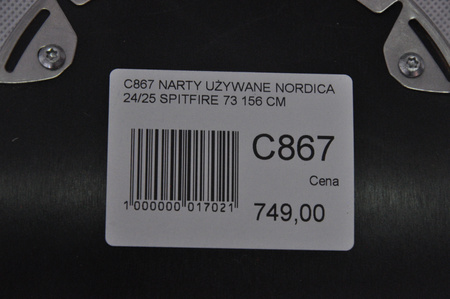 C867 NARTY UŻYWANE NORDICA
24/25 SPITFIRE 73 156 CM
C867
Cena
1 000000 017021
749,00